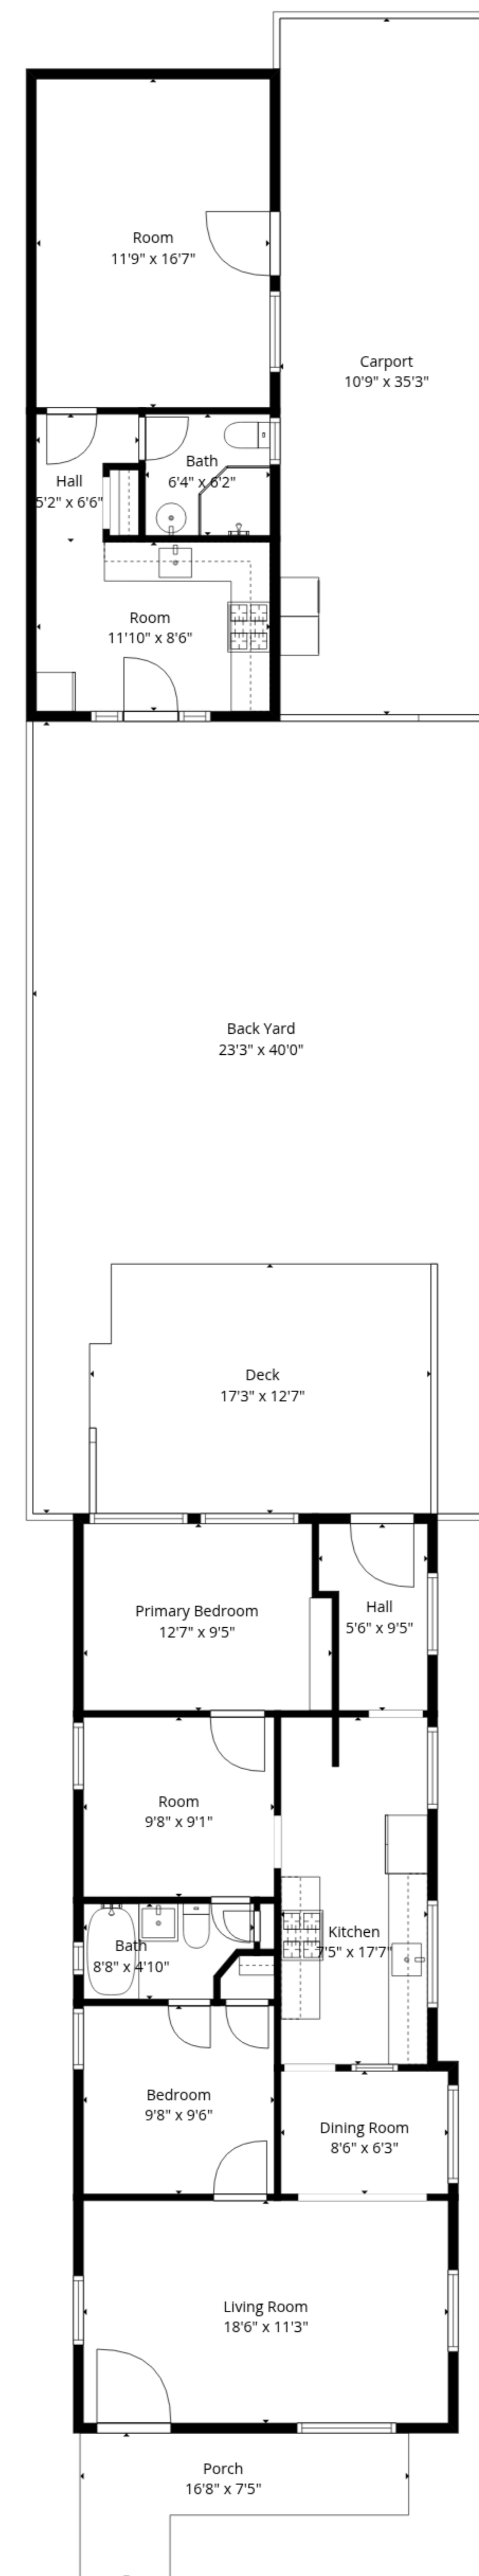 Room
11'9" x 16'7"
Carport
10'9" x 35'3"
Bath
6'4" x 6'2"
Hall
5'2" x 6'6"
Room
11'10" x 8'6"
Back Yard
23'3" x 40'0"
Deck
17'3" x 12'7"
Primary Bedroom
12'7" x 9'5"
Hall
5'6" x 9'5"
Room
9'8" x 9'1"
Kitchen
7'5" x 17'7"
Bath
8'8" x 4'10"
Bedroom
9'8" x 9'6"
Dining Room
8'6" x 6'3"
Living Room
18'6" x 11'3"
Porch
16'8" x 7'5"